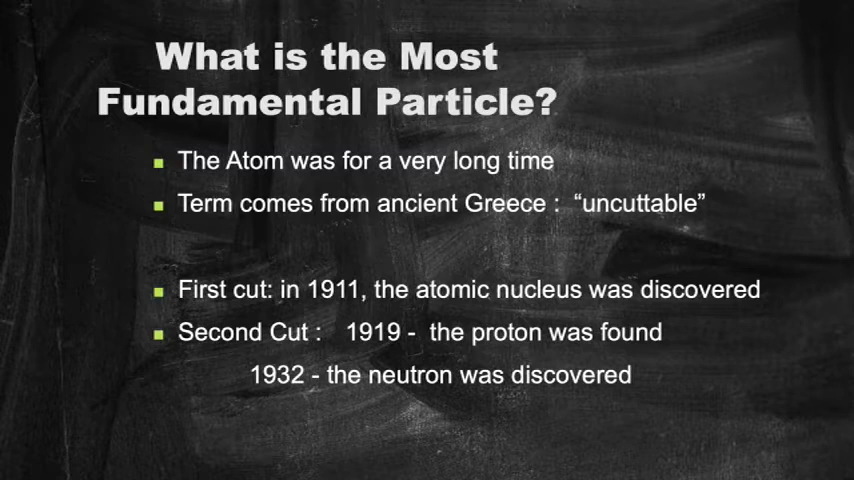 What is the Most
Fundamental Particle?
The Atom was for a very long time
Term comes from ancient Greece : “uncuttable”
First cut: in 1911, the atomic nucleus was discovered
Second Cut : 1919 - the proton was found
1932 - the neutron was discovered